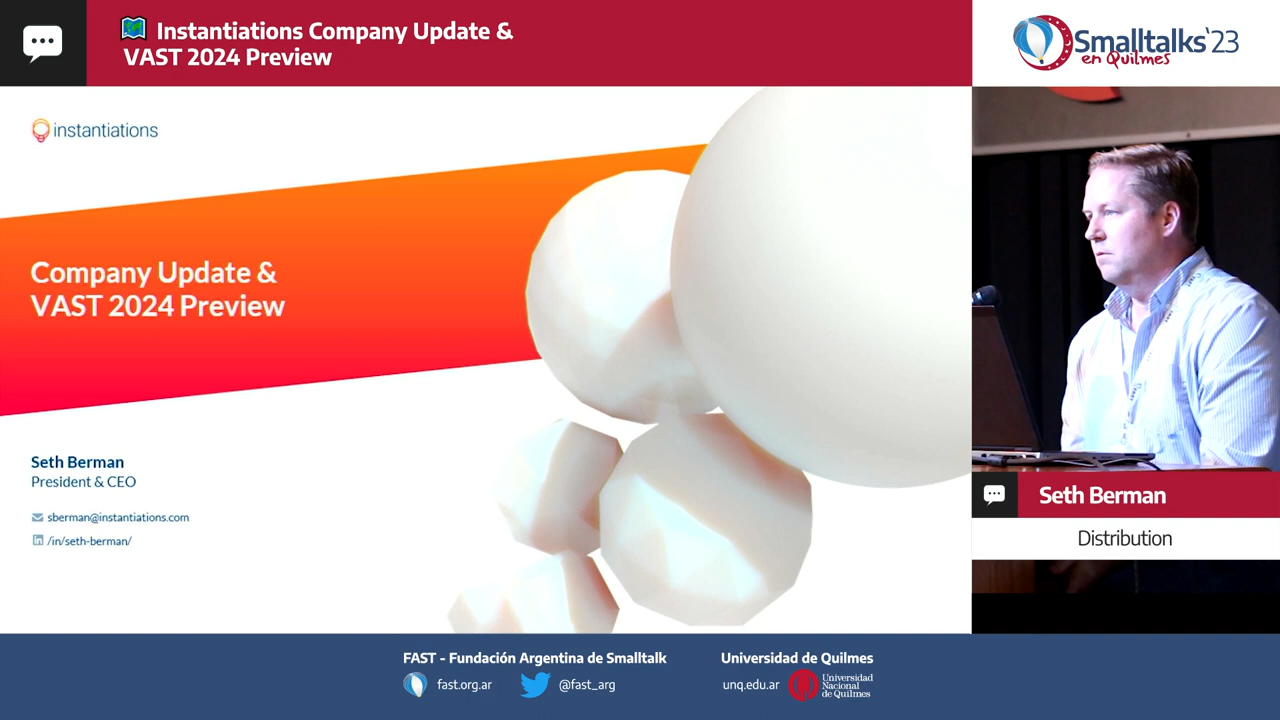 Instantiations Company Update &
VAST 2024 Preview
Smalltalks'23
en Quilmes
instantiations
Company Update &
VAST 2024 Preview
Seth Berman
President & CEO
sberman@instantiations.com
/in/seth-berman/
Seth Berman
Distribution
FAST - Fundación Argentina de Smalltalk
fast.org.ar
@fast_arg
Universidad de Quilmes
unq.edu.ar
Universidad
Nacional
de Quilmes